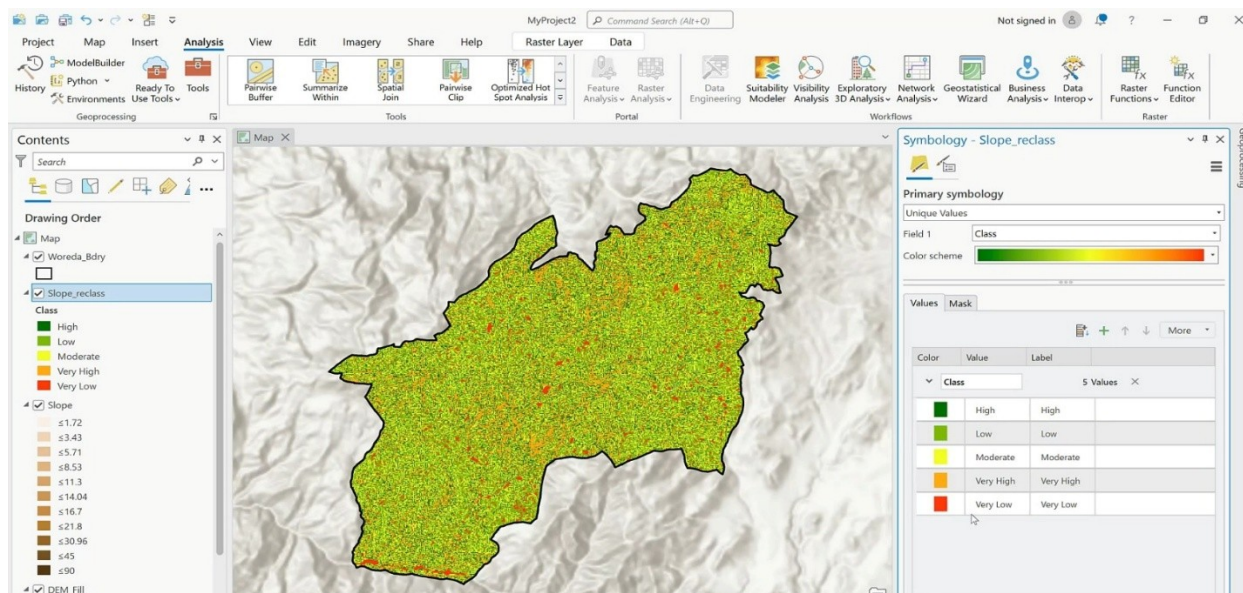 MyProject2
Command Search (Alt+Q)
Not signed in
?
Project Map Insert Analysis View Edit Imagery Share Help Raster Layer Data
History
ModelBuilder
Python
Environments
Ready To Use Tools
Tools
Geoprocessing
Pairwise Buffer
Summarize Within
Spatial Join
Pairwise Clip
Optimized Hot Spot Analysis
Tools
Feature Analysis
Raster Analysis
Portal
Data Engineering
Suitability Modeler
Visibility Analysis
Exploratory 3D Analysis
Network Analysis
Geostatistical Wizard
Business Analysis
Data Interop
Workflows
Raster Functions
Function Editor
Raster
Contents
Search
Drawing Order
Map
Woreda_Bdry
Slope_reclass
Class
High
Low
Moderate
Very High
Very Low
Slope
≤1.72
≤3.43
≤5.71
≤8.53
≤11.3
≤14.04
≤16.7
≤21.8
≤30.96
≤45
≤90
DEM_Fill
Map
Symbology - Slope_reclass
Primary symbology
Unique Values
Field 1 Class
Color scheme
Values Mask
More
Color Value Label
Class 5 Values
High High
Low Low
Moderate Moderate
Very High Very High
Very Low Very Low
Geoprocessing